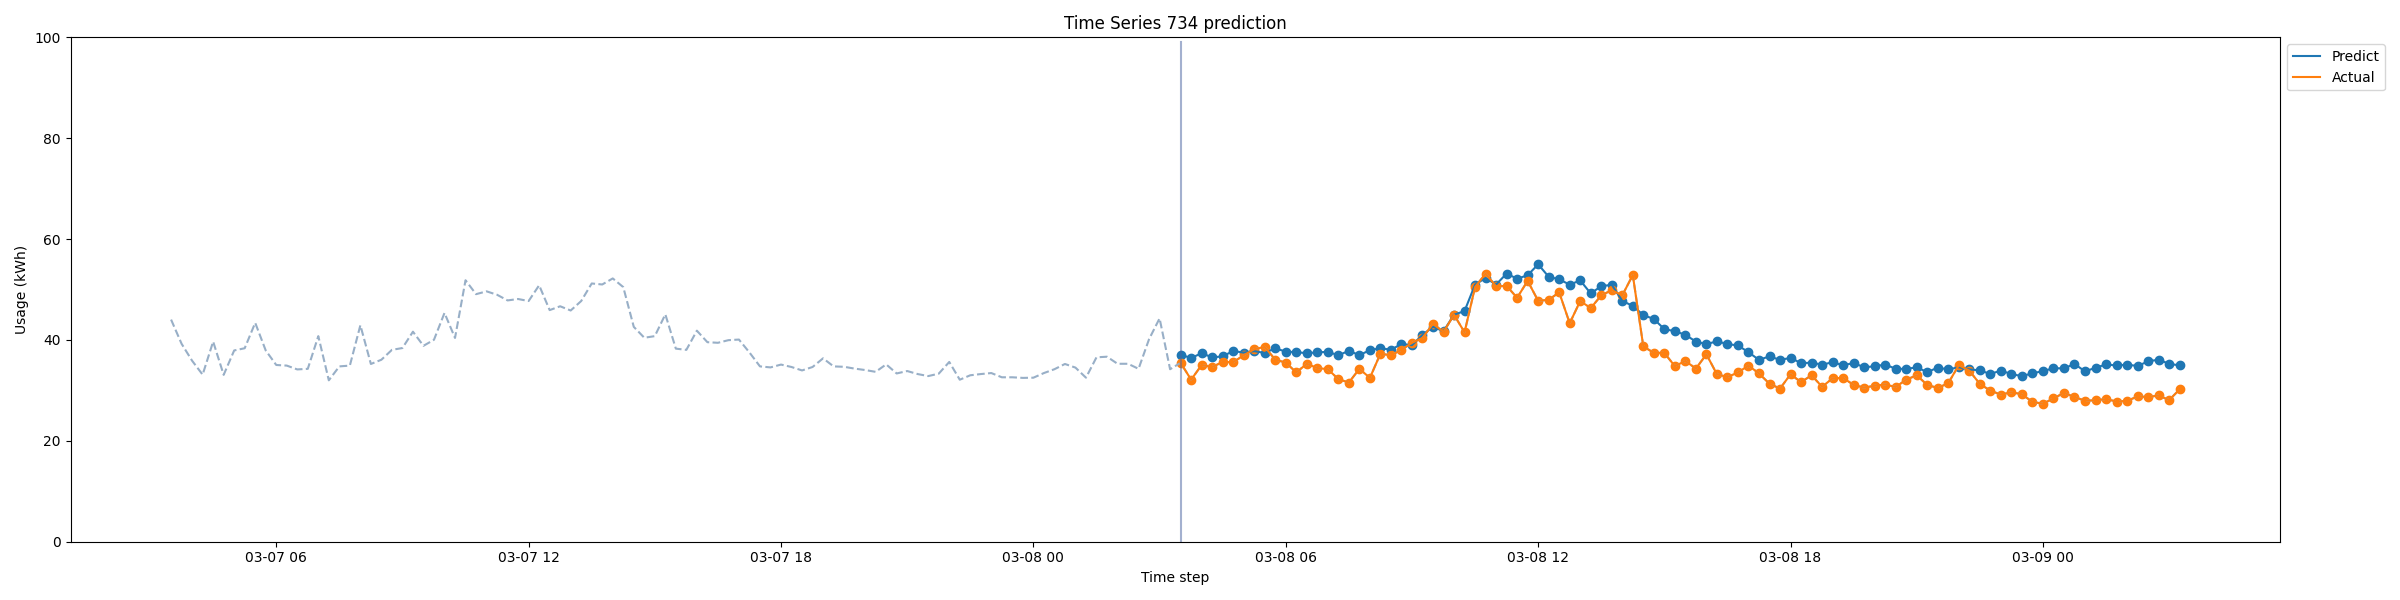 Time Series 734 prediction
100
80
60
40
20
0
Usage (kWh)
03-07 06
03-07 12
03-07 18
03-08 00
03-08 06
03-08 12
03-08 18
03-09 00
Time step
Predict
Actual